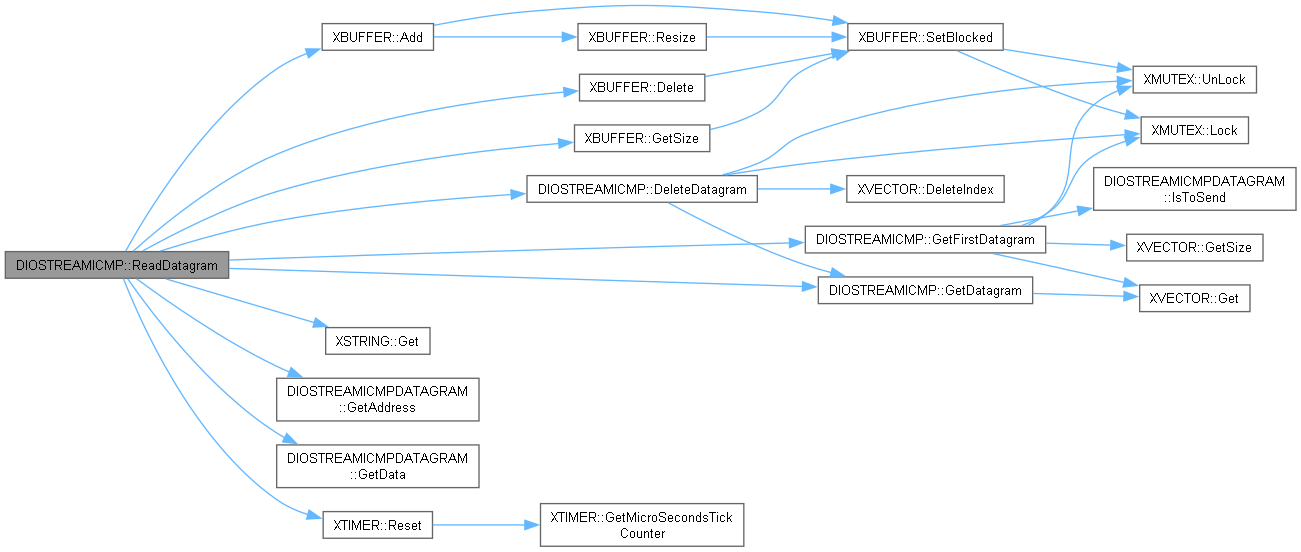 XBUFFER::Add
XBUFFER::Resize
XBUFFER::SetBlocked
XMUTEX::UnLock
XBUFFER::Delete
XMUTEX::Lock
XBUFFER::GetSize
DIOSTREAMICMP::DeleteDatagram
XVECTOR::DeleteIndex
DIOSTREAMICMPDATAGRAM
::IsToSend
DIOSTREAMICMP::GetFirstDatagram
XVECTOR::GetSize
DIOSTREAMICMP::ReadDatagram
DIOSTREAMICMP::GetDatagram
XVECTOR::Get
XSTRING::Get
DIOSTREAMICMPDATAGRAM
::GetAddress
DIOSTREAMICMPDATAGRAM
::GetData
XTIMER::Reset
XTIMER::GetMicroSecondsTick
Counter